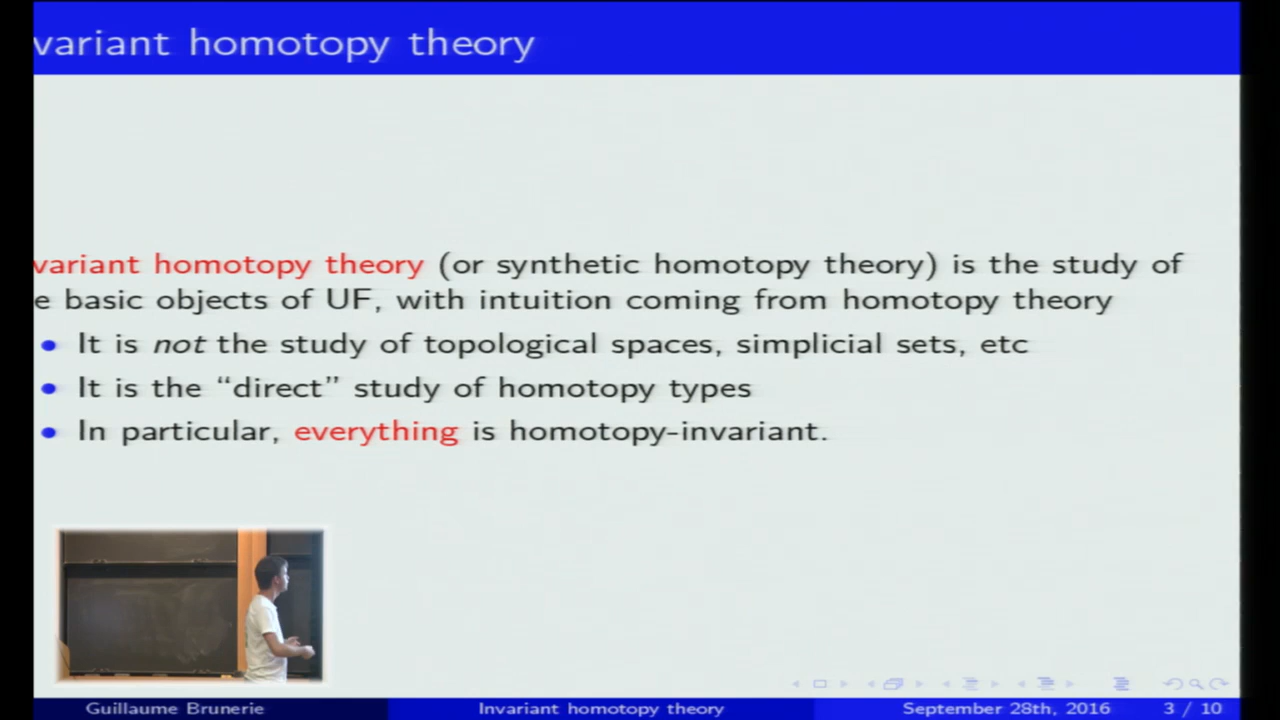 variant homotopy theory
variant homotopy theory (or synthetic homotopy theory) is the study of
e basic objects of UF, with intuition coming from homotopy theory
• It is not the study of topological spaces, simplicial sets, etc
• It is the “direct” study of homotopy types
• In particular, everything is homotopy-invariant.
Guillaume Brunerie Invariant homotopy theory September 28th, 2016 3 / 10